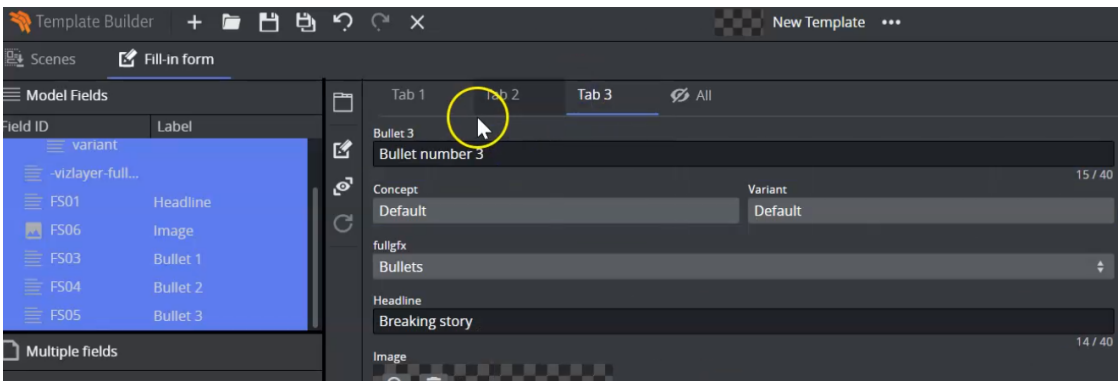 Template Builder
New Template
Scenes
Fill-in form
Model Fields
Tab 1
Tab 2
Tab 3
All
Field ID
Label
variant
-vizlayer-full...
FS01
Headline
FS06
Image
FS03
Bullet 1
FS04
Bullet 2
FS05
Bullet 3
Multiple fields
Bullet 3
Bullet number 3
15 / 40
Concept
Variant
Default
Default
fullgfx
Bullets
Headline
Breaking story
14 / 40
Image